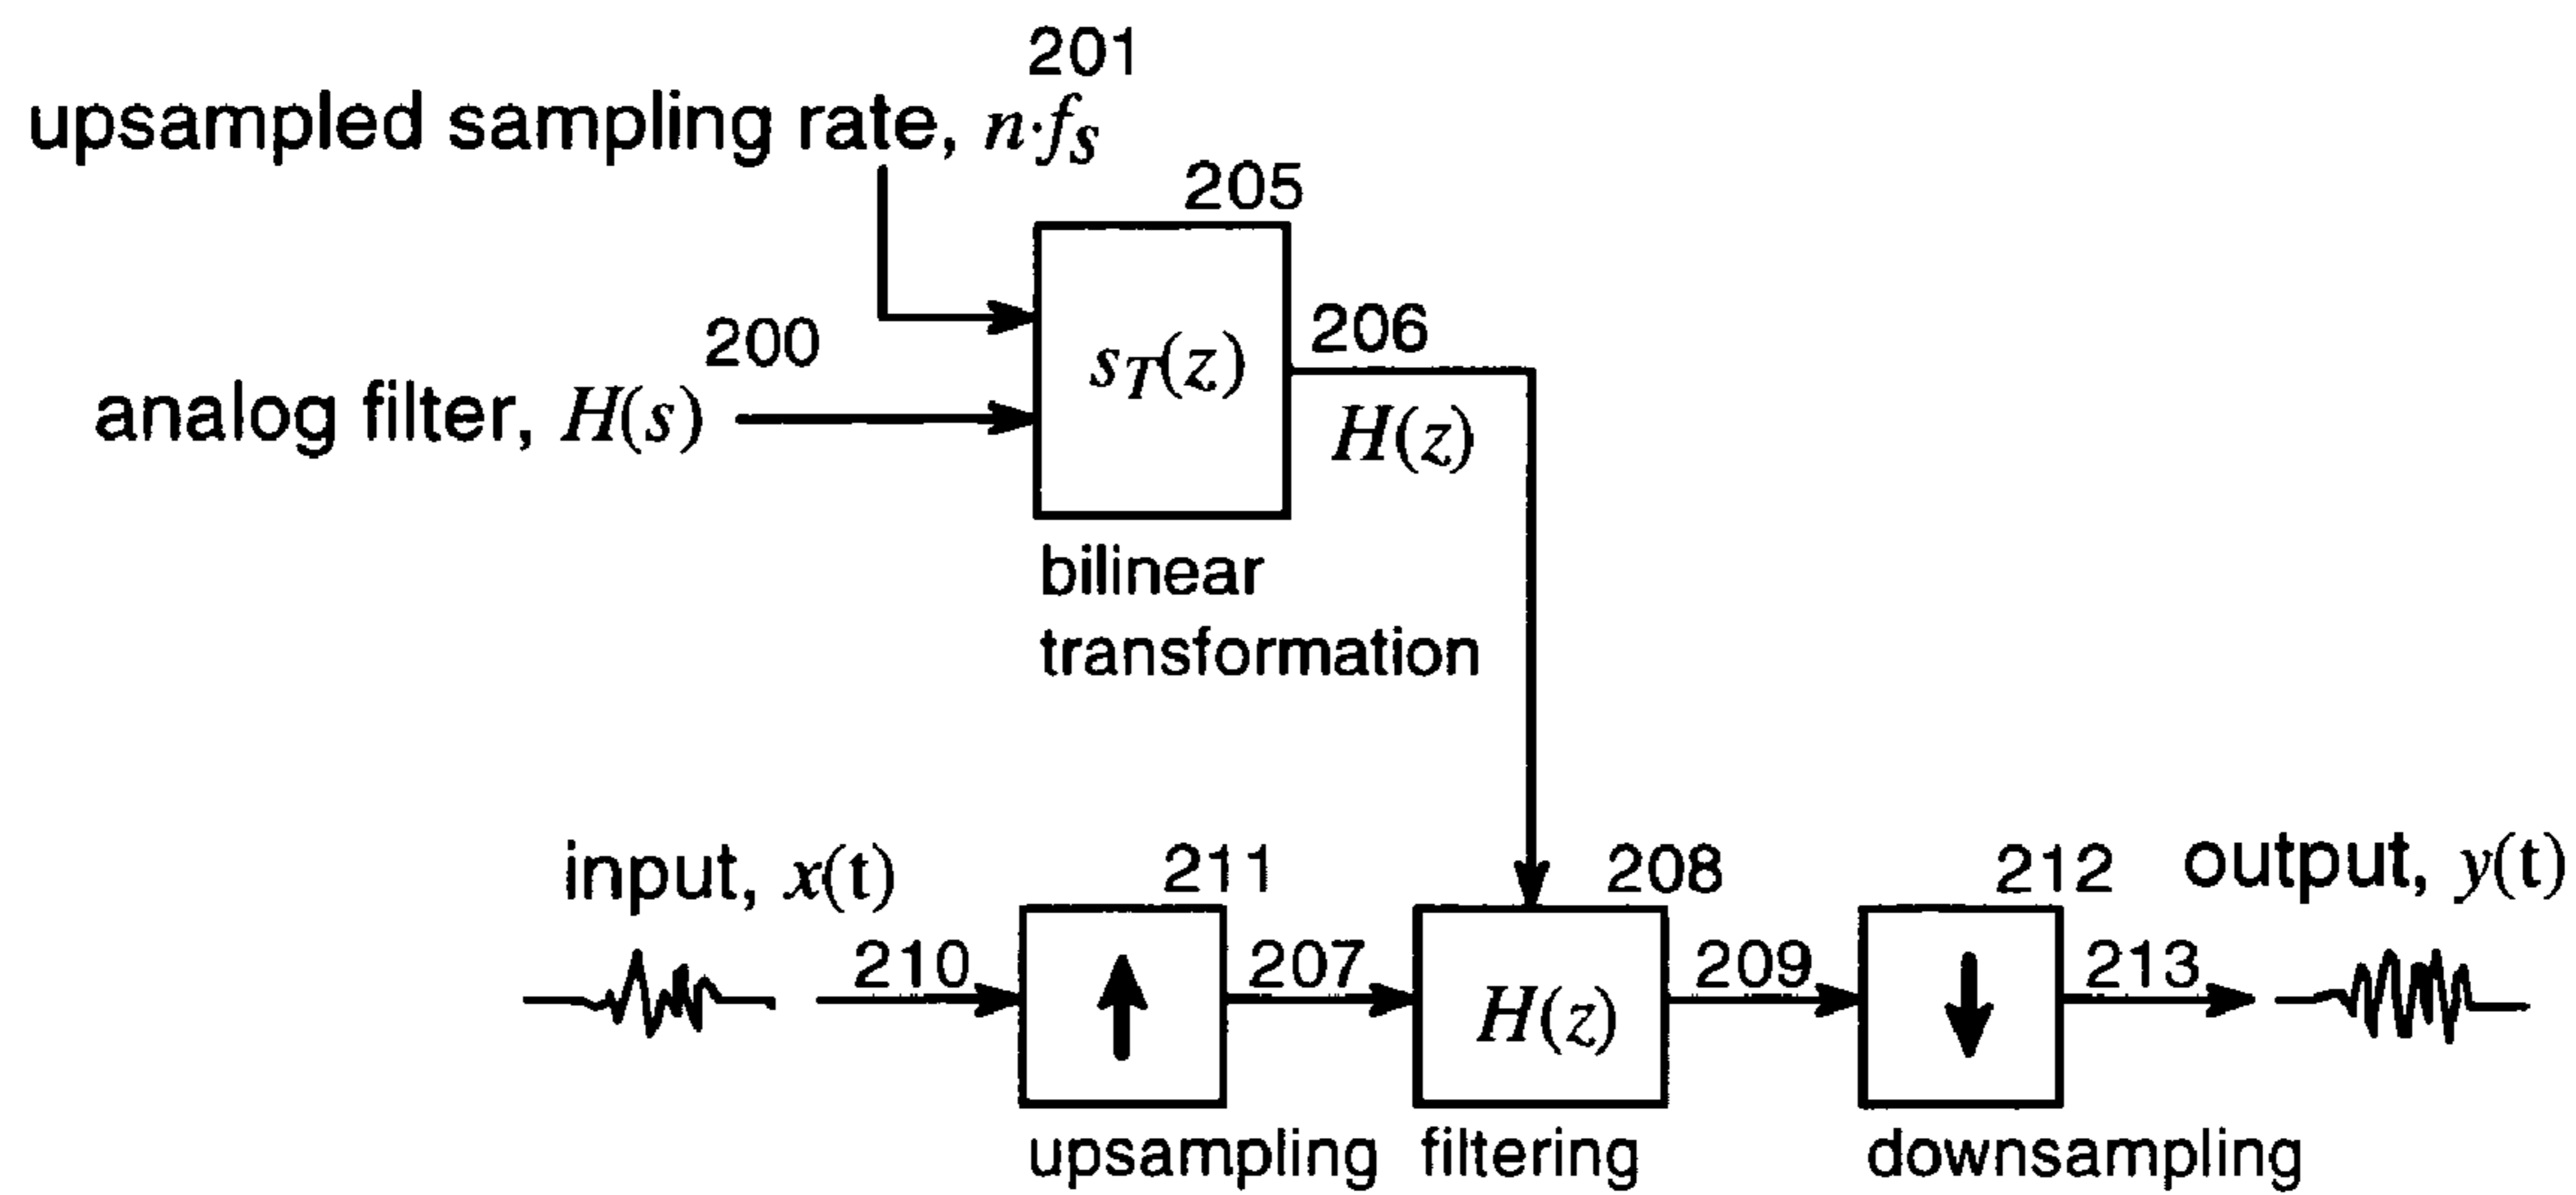 201
upsampled sampling rate, n·fs
205
200
206
sT(z)
analog filter, H(s)
H(z)
bilinear
transformation
input, x(t)
211
208
212
output, y(t)
210
207
209
213
H(z)
upsampling
filtering
downsampling